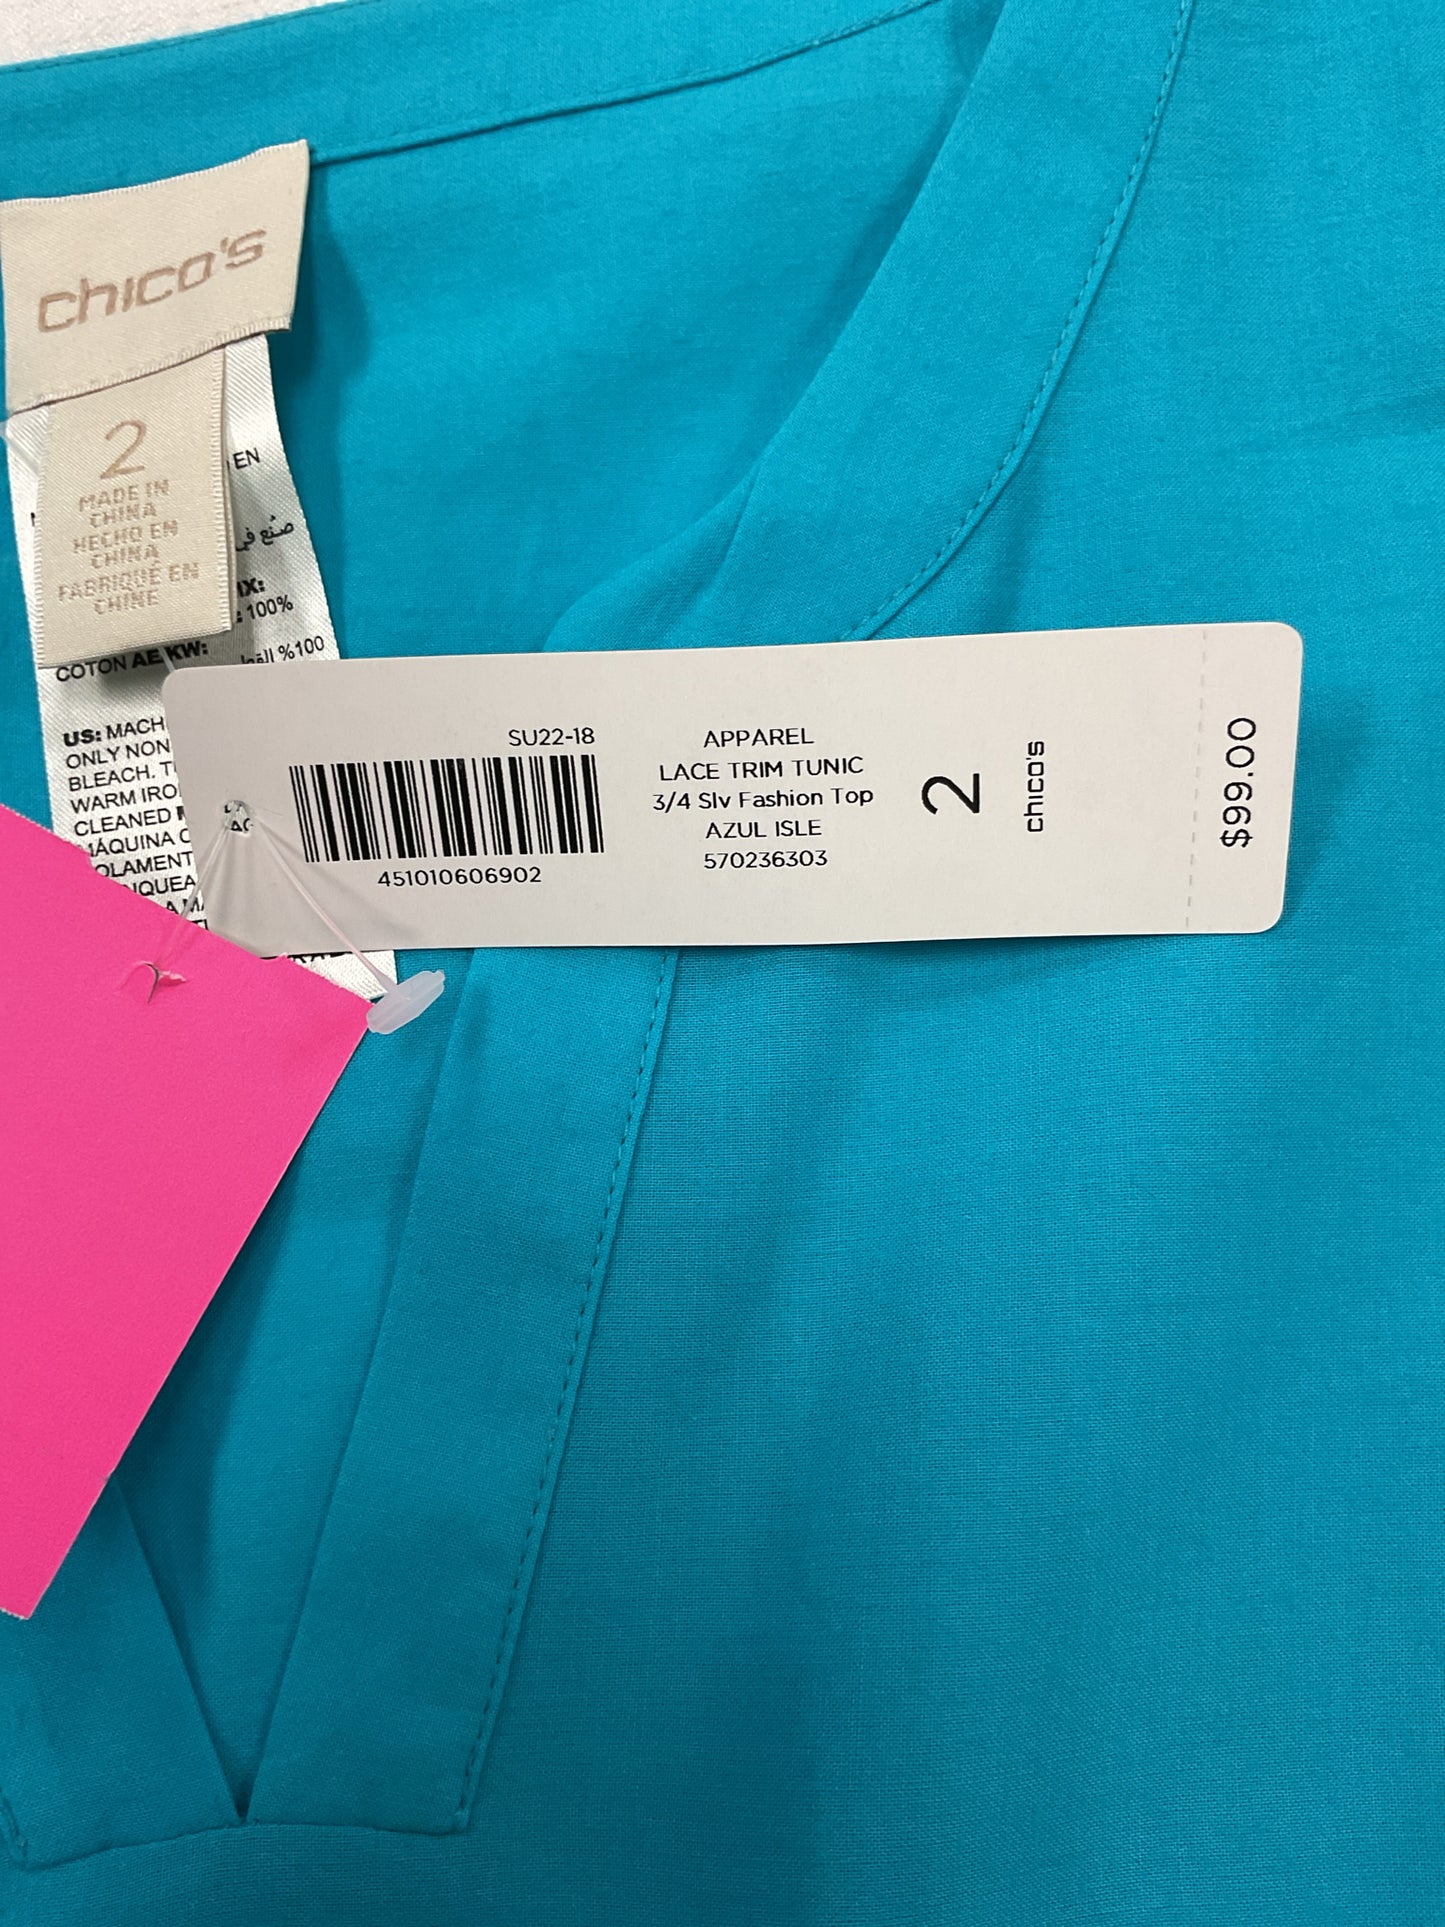 chico's
2
MADE IN
CHINA
HECHO EN
CHINA
FABRIQUÉ EN
CHINE
EN
صنع في
IX:
: 100%
COTON AE KW:
%100
US: MACH
ONLY NON
BLEACH.
WARM IRO
CLEANED
MÁQUINA
SU22-18
451010606902
APPAREL
LACE TRIM TUNIC
3/4 Slv Fashion Top
AZUL ISLE
570236303
2
chico's
$99.00